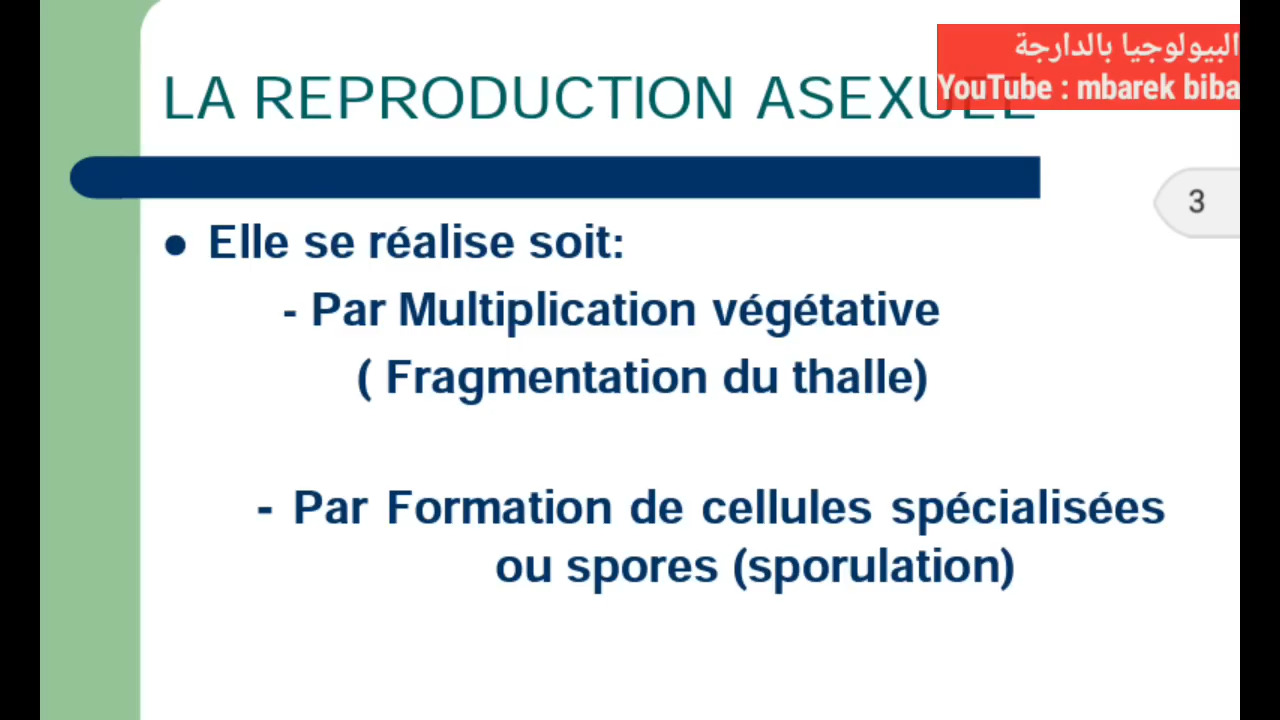 البيولوجيا بالدارجة
YouTube : mbarek biba
LA REPRODUCTION ASEXUEE
3
● Elle se réalise soit:
- Par Multiplication végétative
( Fragmentation du thalle)
- Par Formation de cellules spécialisées
ou spores (sporulation)